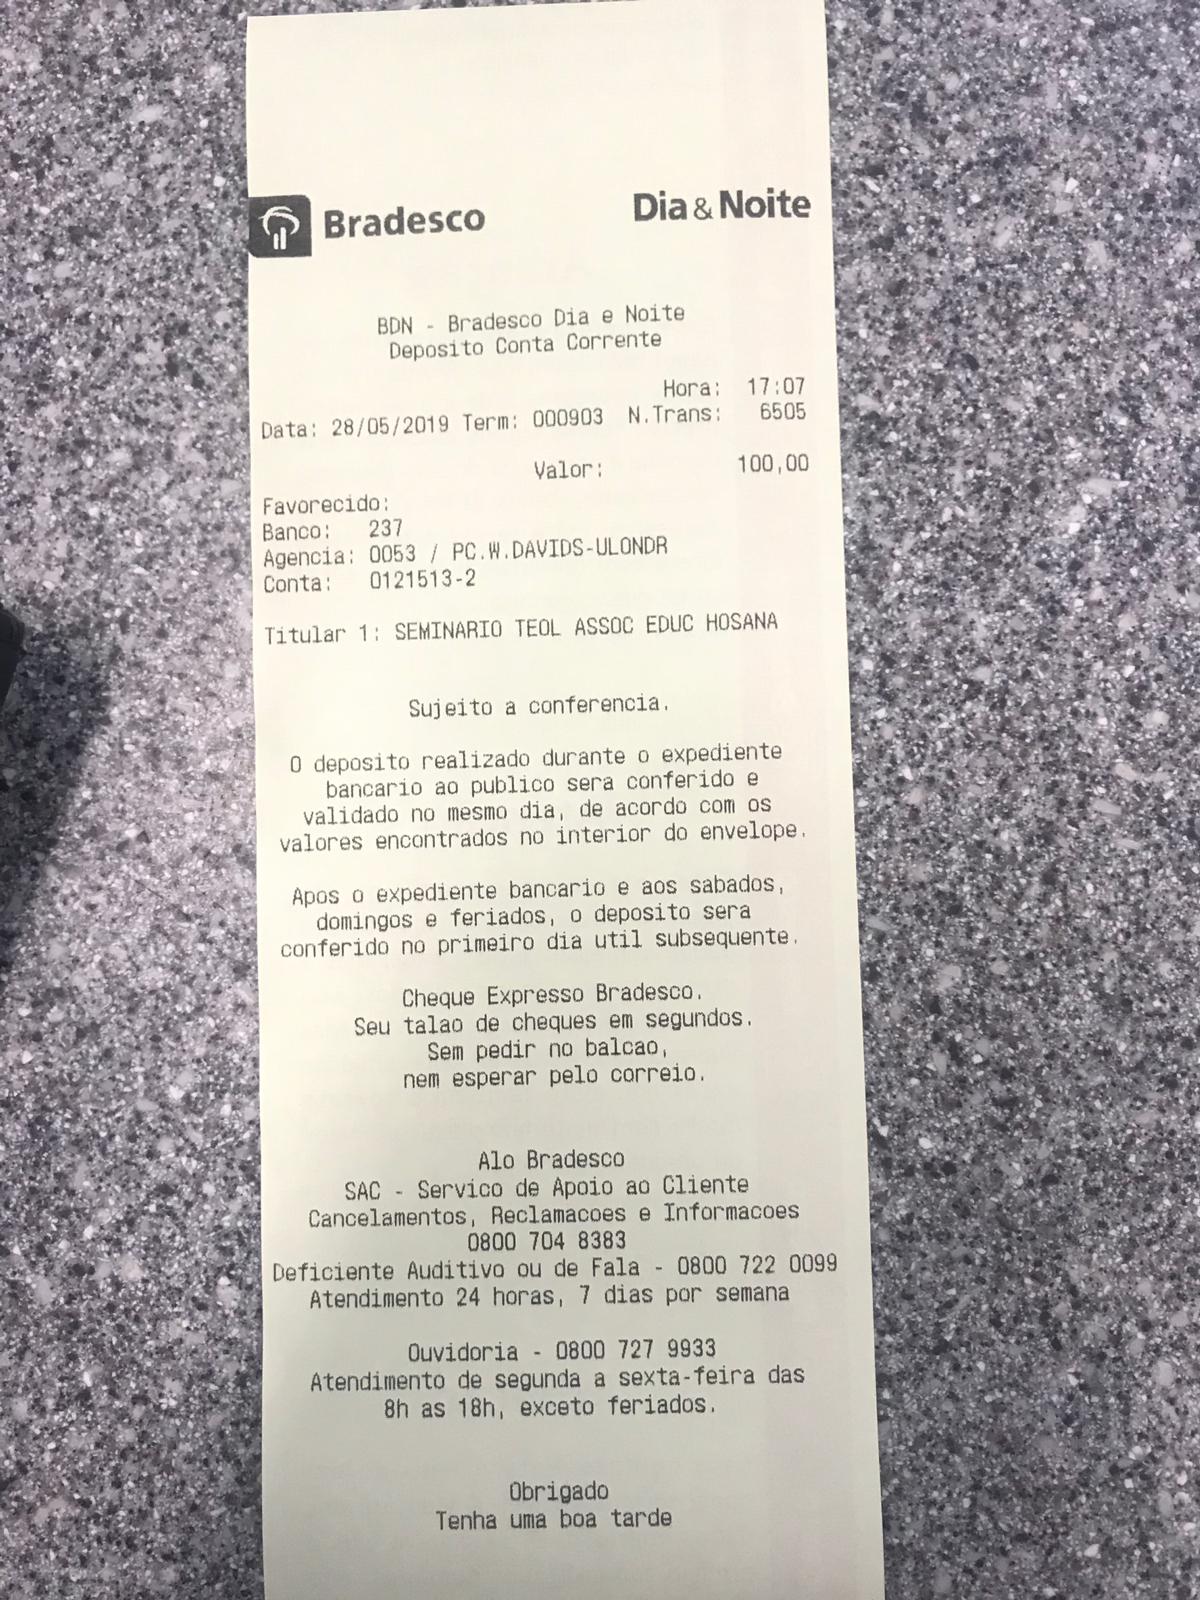 Bradesco Dia & Noite
BDN - Bradesco Dia e Noite
Deposito Conta Corrente
Hora: 17:07
Data: 28/05/2019 Term: 000903 N.Trans: 6505
Valor: 100,00
Favorecido:
Banco: 237
Agencia: 0053 / PC.W.DAVIDS-ULONDR
Conta: 0121513-2
Titular 1: SEMINARIO TEOL ASSOC EDUC HOSANA
Sujeito a conferencia.
O deposito realizado durante o expediente
bancario ao publico sera conferido e
validado no mesmo dia, de acordo com os
valores encontrados no interior do envelope.
Apos o expediente bancario e aos sabados,
domingos e feriados, o deposito sera
conferido no primeiro dia util subsequente.
Cheque Expresso Bradesco.
Seu talao de cheques em segundos.
Sem pedir no balcao,
nem esperar pelo correio.
Alo Bradesco
SAC - Servico de Apoio ao Cliente
Cancelamentos, Reclamacoes e Informacoes
0800 704 8383
Deficiente Auditivo ou de Fala - 0800 722 0099
Atendimento 24 horas, 7 dias por semana
Ouvidoria - 0800 727 9933
Atendimento de segunda a sexta-feira das
8h as 18h, exceto feriados.
Obrigado
Tenha uma boa tarde